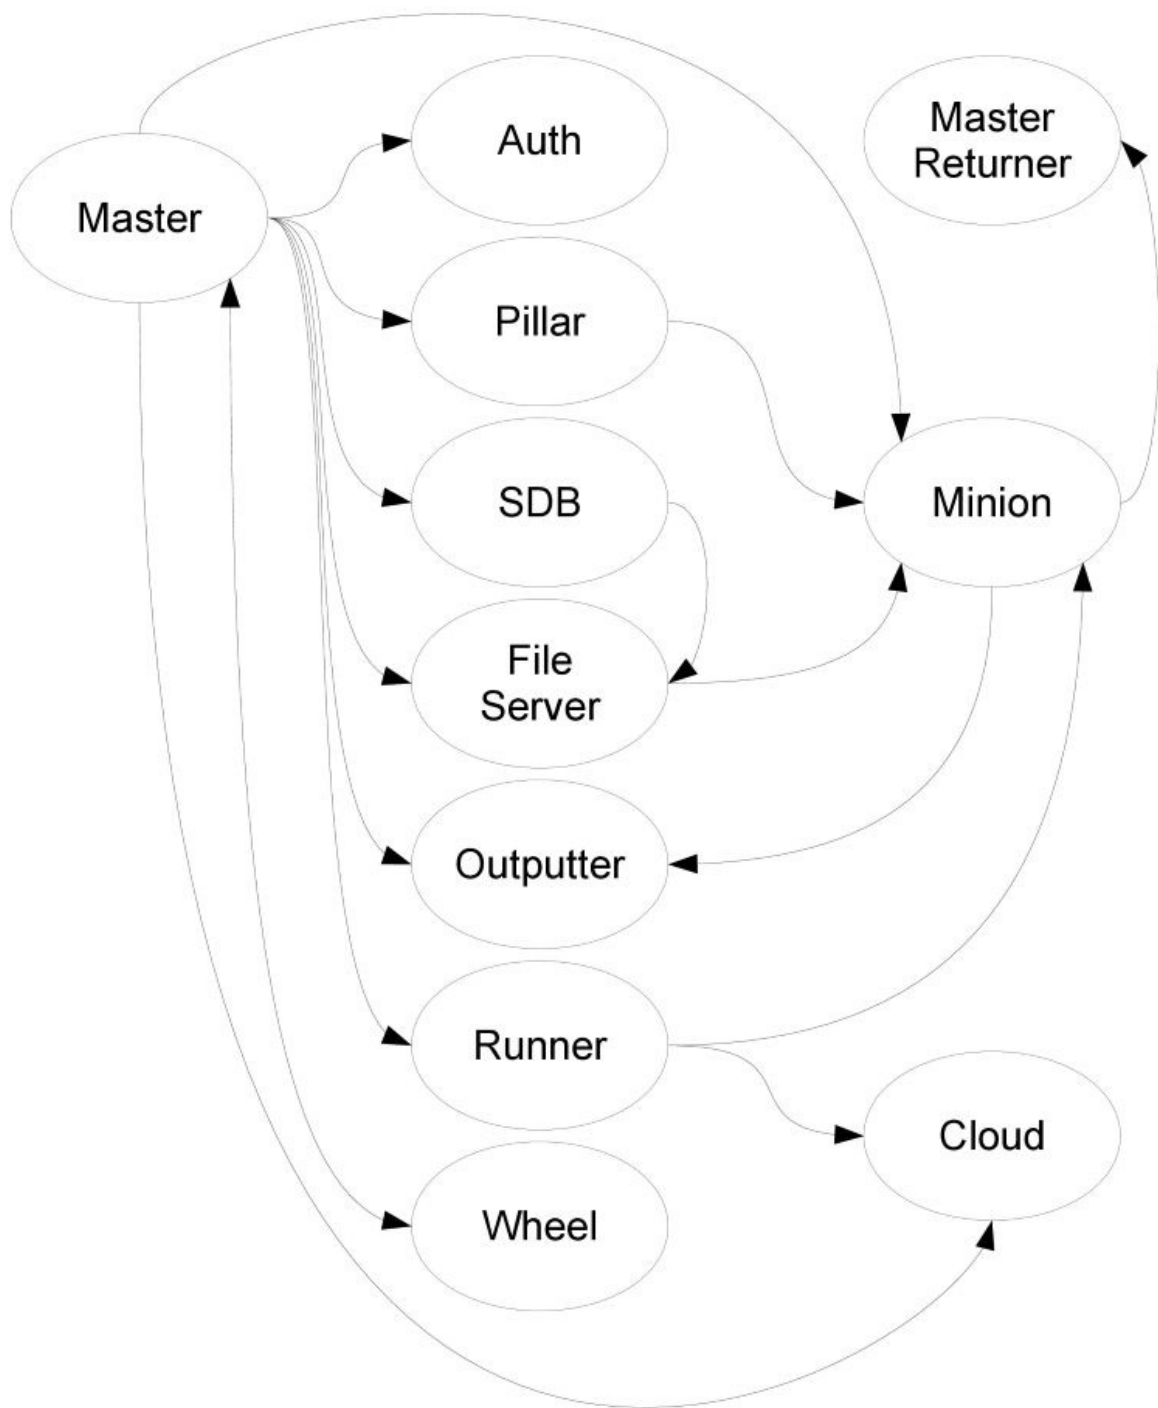 Auth
Master
Returner
Master
Pillar
SDB
Minion
File
Server
Outputter
Runner
Cloud
Wheel